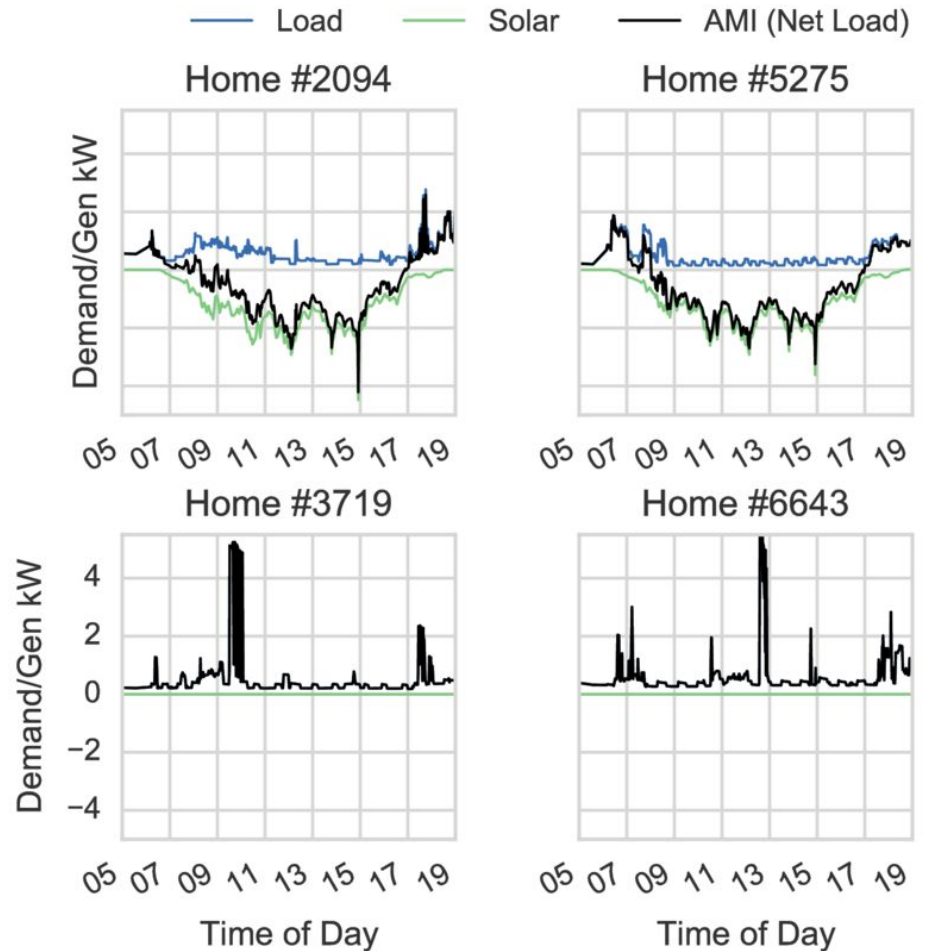 Load Solar AMI (Net Load)
Home #2094 Home #5275
Demand/Gen kW
05 07 09 11 13 15 17 19 05 07 09 11 13 15 17 19
Home #3719 Home #6643
Demand/Gen kW
4
2
0
−2
−4
05 07 09 11 13 15 17 19 05 07 09 11 13 15 17 19
Time of Day Time of Day